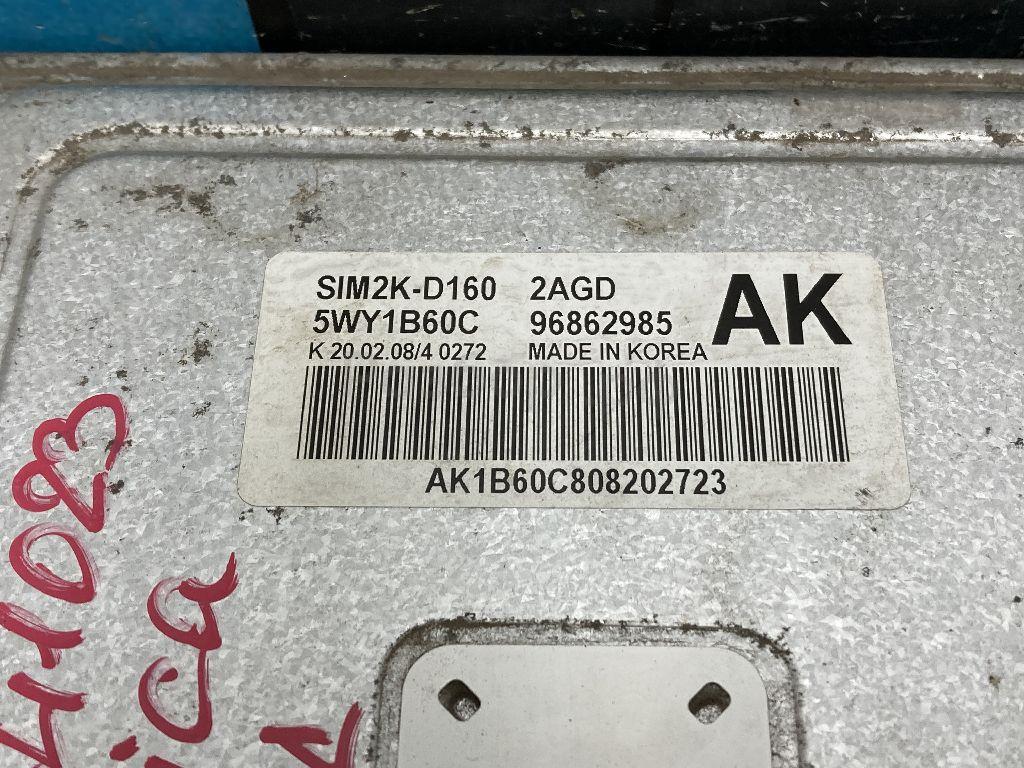 SIM2K-D160 2AGD AK
5WY1B60C 96862985
K 20.02.08/4 0272 MADE IN KOREA
AK1B60C808202723